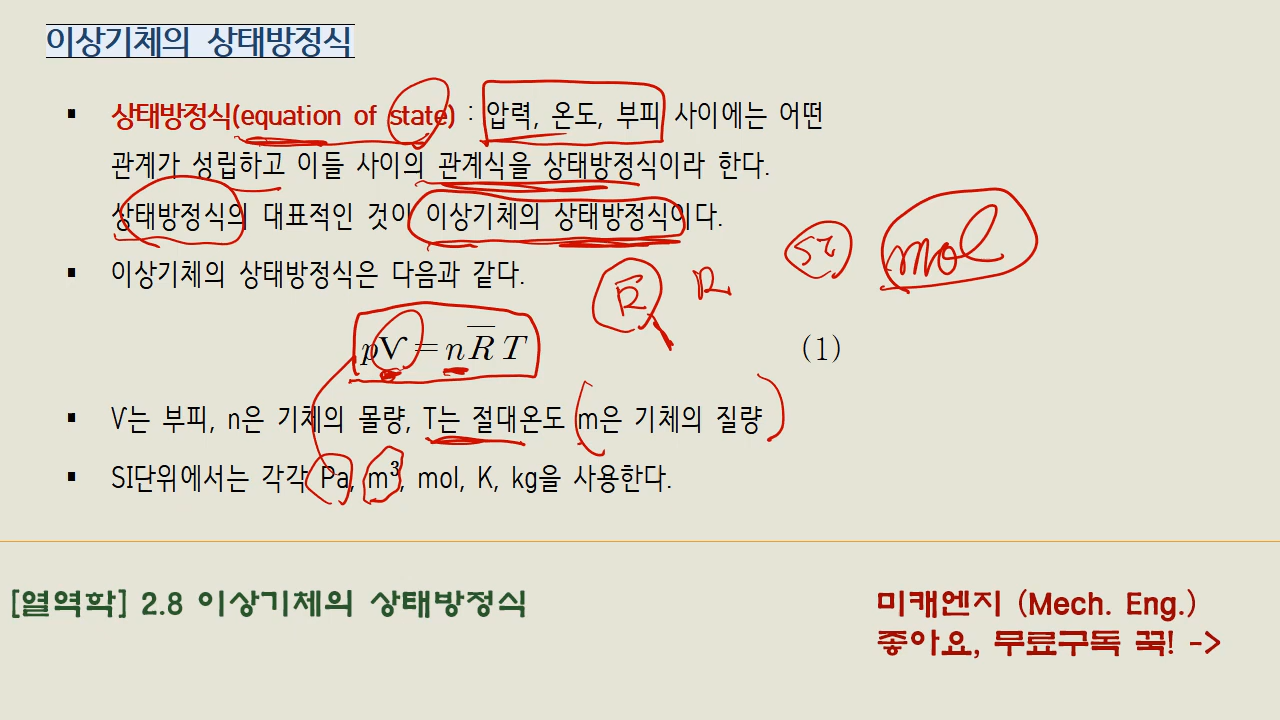 이상기체의 상태방정식
▪ 상태방정식(equation of state) : 압력, 온도, 부피 사이에는 어떤
관계가 성립하고 이들 사이의 관계식을 상태방정식이라 한다.
상태방정식의 대표적인 것이 이상기체의 상태방정식이다.
SI mol
▪ 이상기체의 상태방정식은 다음과 같다.
R̅ R
pV = nR̅T (1)
▪ V는 부피, n은 기체의 몰량, T는 절대온도 (m은 기체의 질량)
▪ SI단위에서는 각각 Pa, m³, mol, K, kg을 사용한다.
[열역학] 2.8 이상기체의 상태방정식
미캐엔지 (Mech. Eng.)
좋아요, 무료구독 꾹! ->